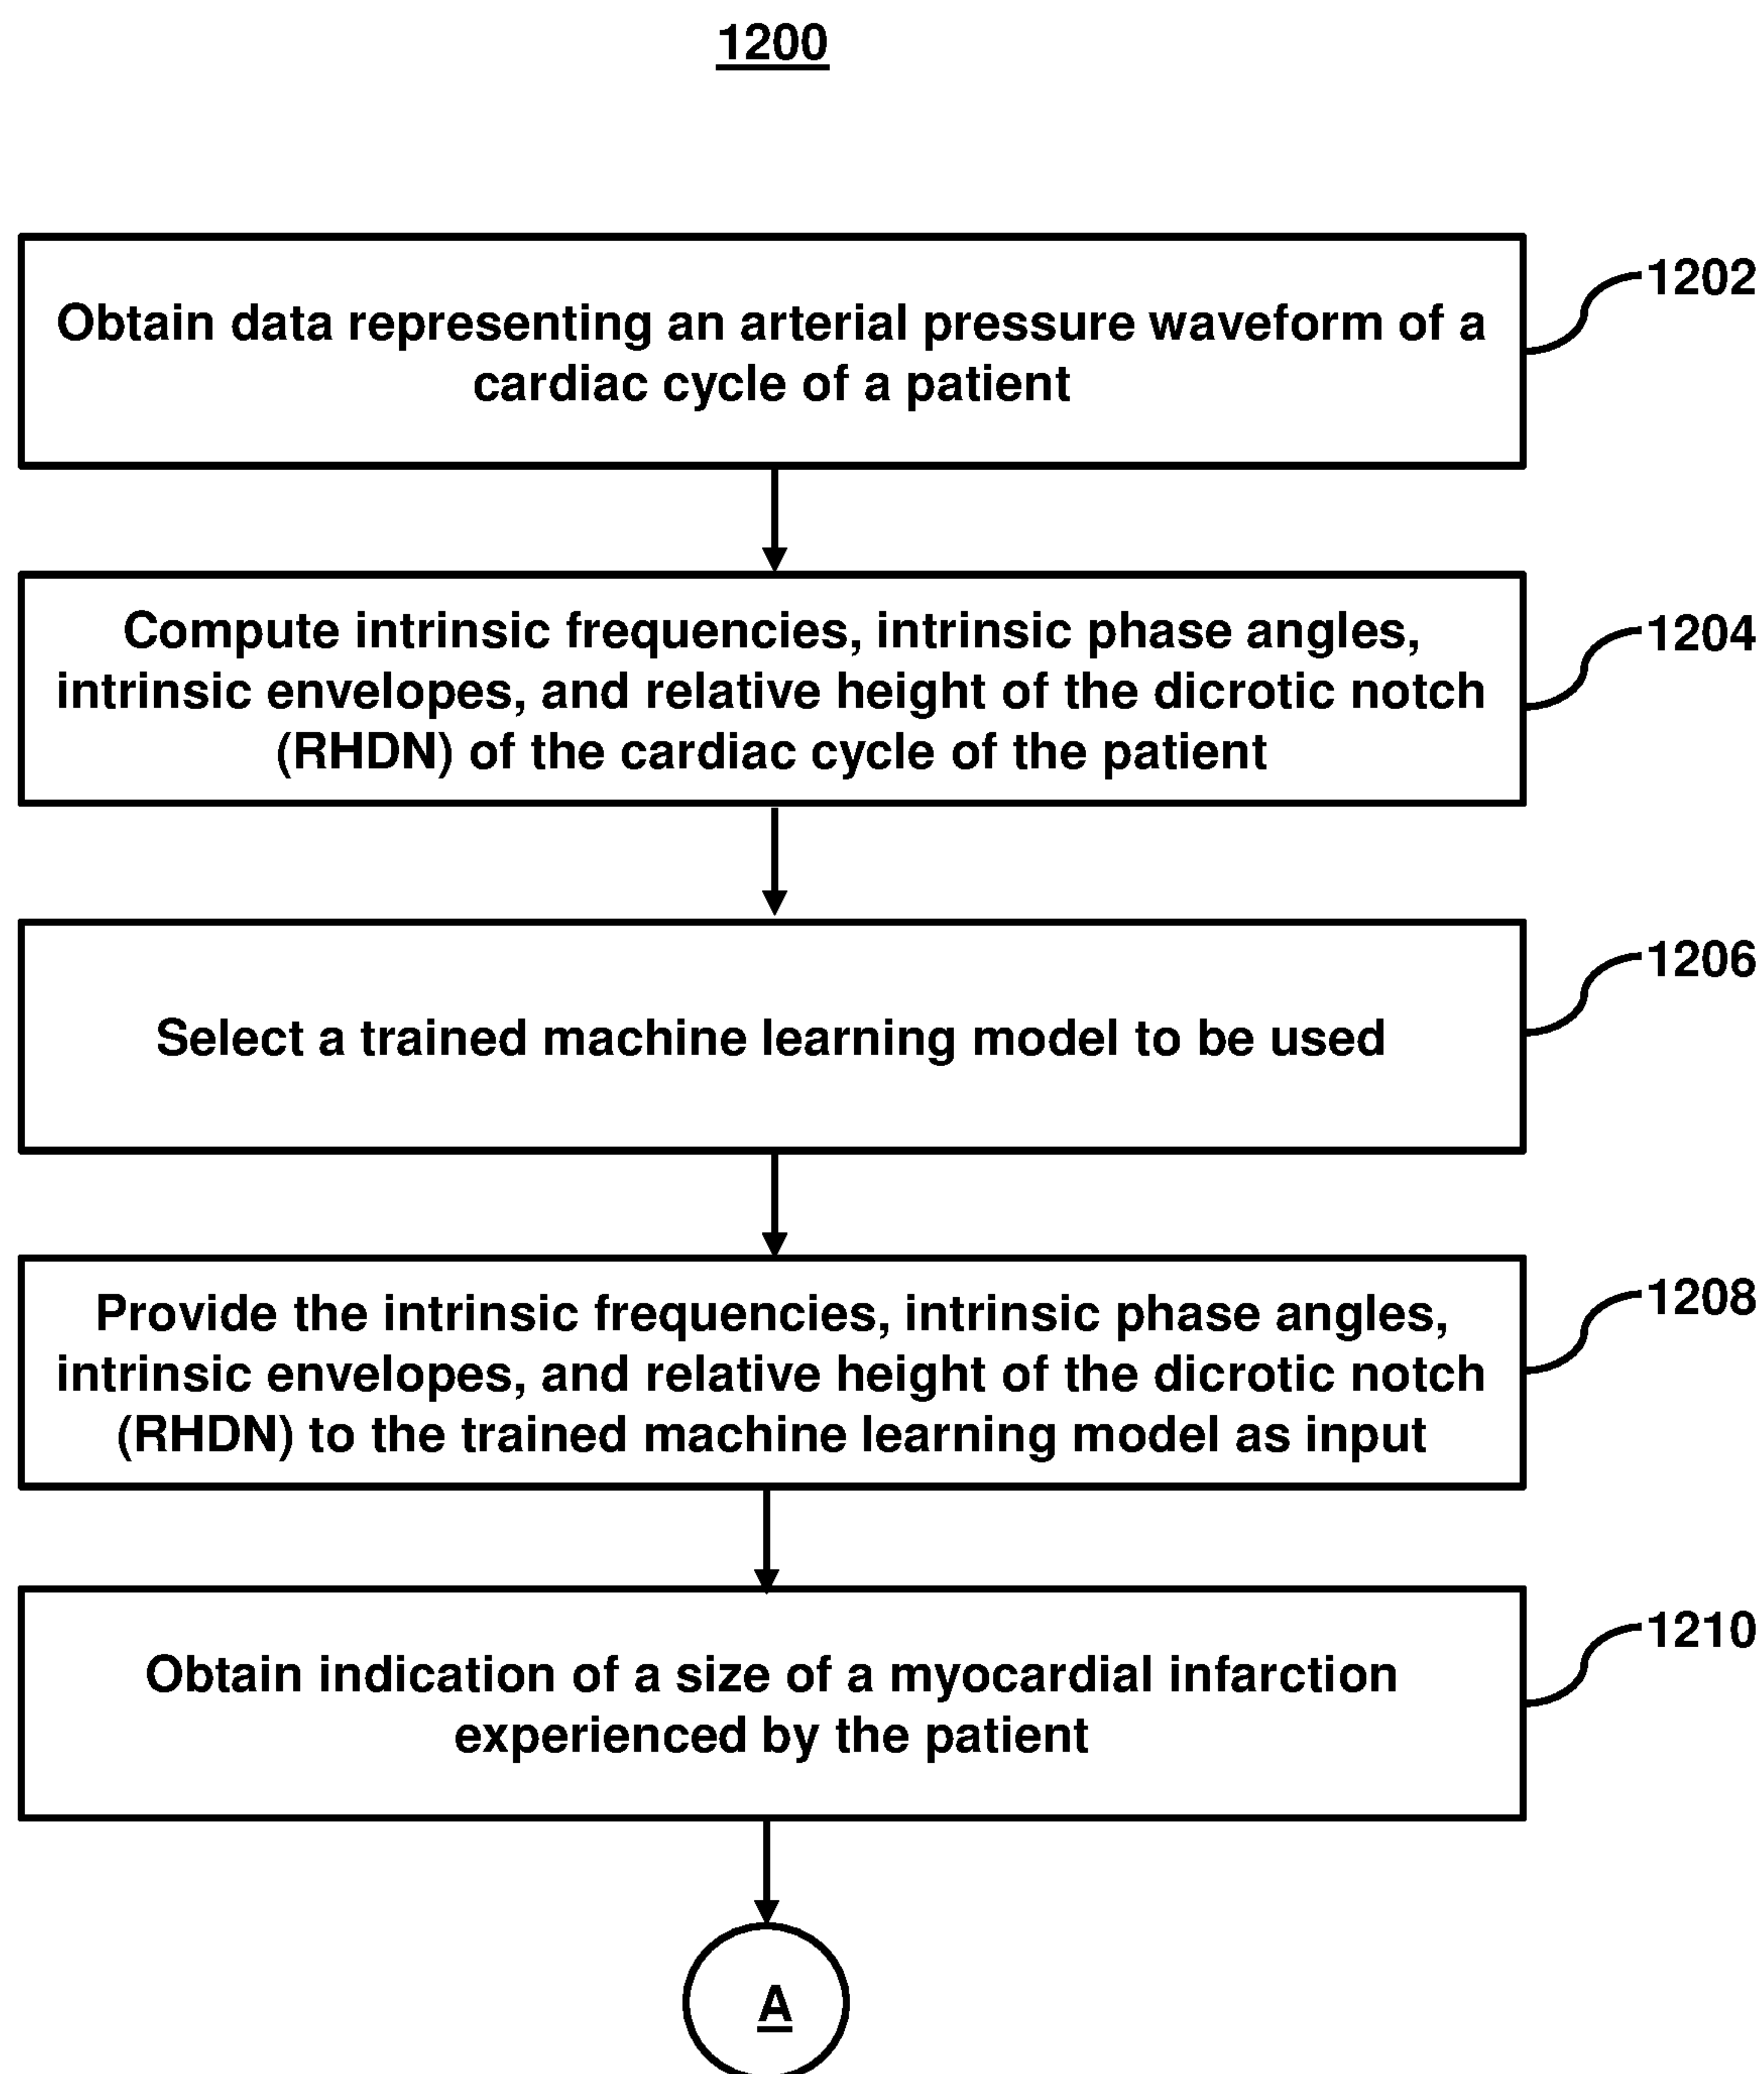 1200
Obtain data representing an arterial pressure waveform of a
cardiac cycle of a patient
1202
Compute intrinsic frequencies, intrinsic phase angles,
intrinsic envelopes, and relative height of the dicrotic notch
(RHDN) of the cardiac cycle of the patient
1204
Select a trained machine learning model to be used
1206
Provide the intrinsic frequencies, intrinsic phase angles,
intrinsic envelopes, and relative height of the dicrotic notch
(RHDN) to the trained machine learning model as input
1208
Obtain indication of a size of a myocardial infarction
experienced by the patient
1210
A